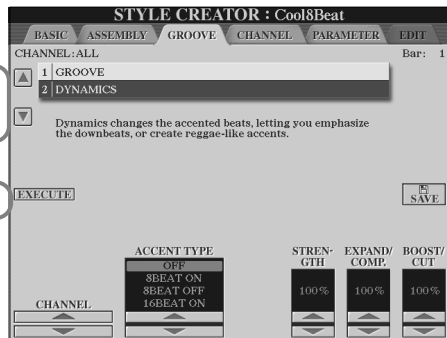 STYLE CREATOR : Cool8Beat
BASIC ASSEMBLY GROOVE CHANNEL PARAMETER EDIT
CHANNEL:ALL Bar: 1
1 GROOVE
2 DYNAMICS
Dynamics changes the accented beats, letting you emphasize
the downbeats, or create reggae-like accents.
EXECUTE
SAVE
ACCENT TYPE
OFF
8BEAT ON
8BEAT OFF
16BEAT ON
STREN-
GTH
EXPAND/
COMP.
BOOST/
CUT
100% 100% 100%
CHANNEL